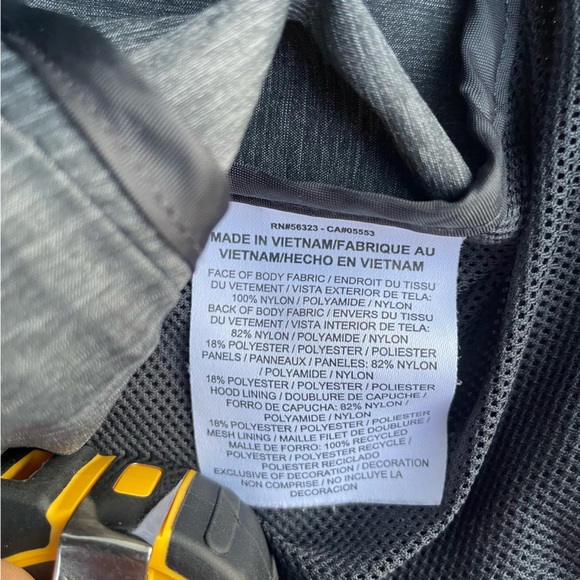 RN#56323 - CA#05553
MADE IN VIETNAM/FABRIQUE AU
VIETNAM/HECHO EN VIETNAM
FACE OF BODY FABRIC / ENDROIT DU TISSU
DU VETEMENT / VISTA EXTERIOR DE TELA:
100% NYLON / POLYAMIDE / NYLON
BACK OF BODY FABRIC / ENVERS DU TISSU
DU VETEMENT / VISTA INTERIOR DE TELA:
82% NYLON / POLYAMIDE / NYLON
18% POLYESTER / POLYESTER / POLIESTER
PANELS / PANNEAUX / PANELES: 82% NYLON
/ POLYAMIDE / NYLON
18% POLYESTER / POLYESTER / POLIESTER
HOOD LINING / DOUBLURE DE CAPUCHE /
FORRO DE CAPUCHA: 82% NYLON /
POLYAMIDE / NYLON
18% POLYESTER / POLYESTER / POLIESTER
MESH LINING / MAILLE FILET DE DOUBLURE /
MALLE DE FORRO: 100% RECYCLED
POLYESTER / POLYESTER RECYCLE /
POLIESTER RECICLADO
EXCLUSIVE OF DECORATION / DECORATION
NON COMPRISE / NO INCLUYE LA
DECORACION